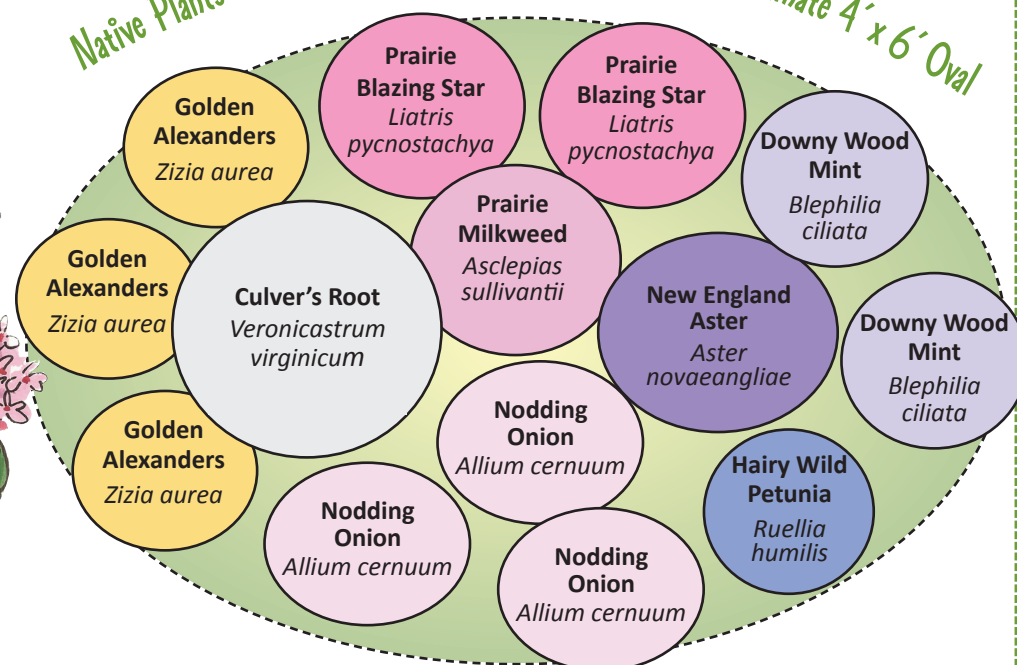 Native Plants
mate 4′ x 6′ Oval
Prairie
Blazing Star
Liatris
pycnostachya
Prairie
Blazing Star
Liatris
pycnostachya
Golden
Alexanders
Zizia aurea
Downy Wood
Mint
Blephilia
ciliata
Prairie
Milkweed
Asclepias
sullivantii
Golden
Alexanders
Zizia aurea
Culver’s Root
Veronicastrum
virginicum
New England
Aster
Aster
novaeangliae
Downy Wood
Mint
Blephilia
ciliata
Nodding
Onion
Allium cernuum
Golden
Alexanders
Zizia aurea
Hairy Wild
Petunia
Ruellia
humilis
Nodding
Onion
Allium cernuum
Nodding
Onion
Allium cernuum